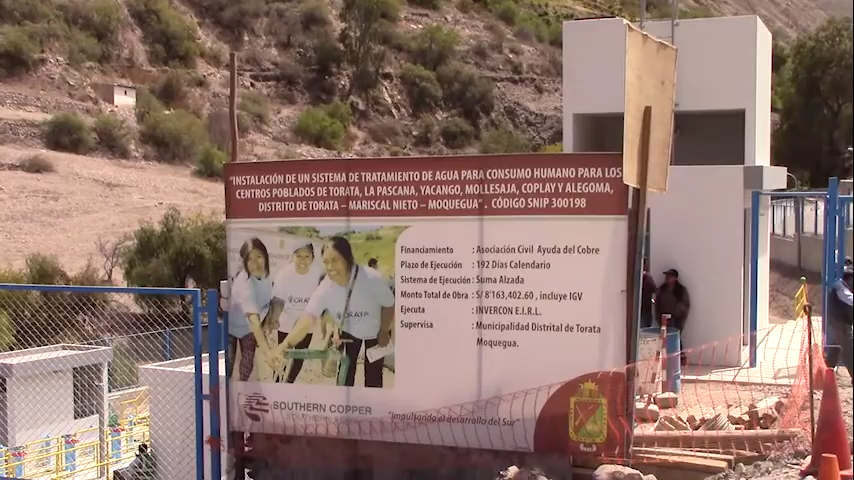 "INSTALACIÓN DE UN SISTEMA DE TRATAMIENTO DE AGUA PARA CONSUMO HUMANO PARA LOS
CENTROS POBLADOS DE TORATA, LA PASCANA, YACANGO, MOLLESAJA, COPLAY Y ALEGOMA,
DISTRITO DE TORATA – MARISCAL NIETO – MOQUEGUA". CÓDIGO SNIP 300198
Financiamiento : Asociación Civil Ayuda del Cobre
Plazo de Ejecución : 192 Días Calendario
Sistema de Ejecución : Suma Alzada
Monto Total de Obra : S/ 8'163,402.60 , incluye IGV
Ejecuta : INVERCON E.I.R.L.
Supervisa : Municipalidad Distrital de Torata
Moquegua.
SOUTHERN COPPER
SOUTHERN PERU
"Impulsando el desarrollo del Sur"